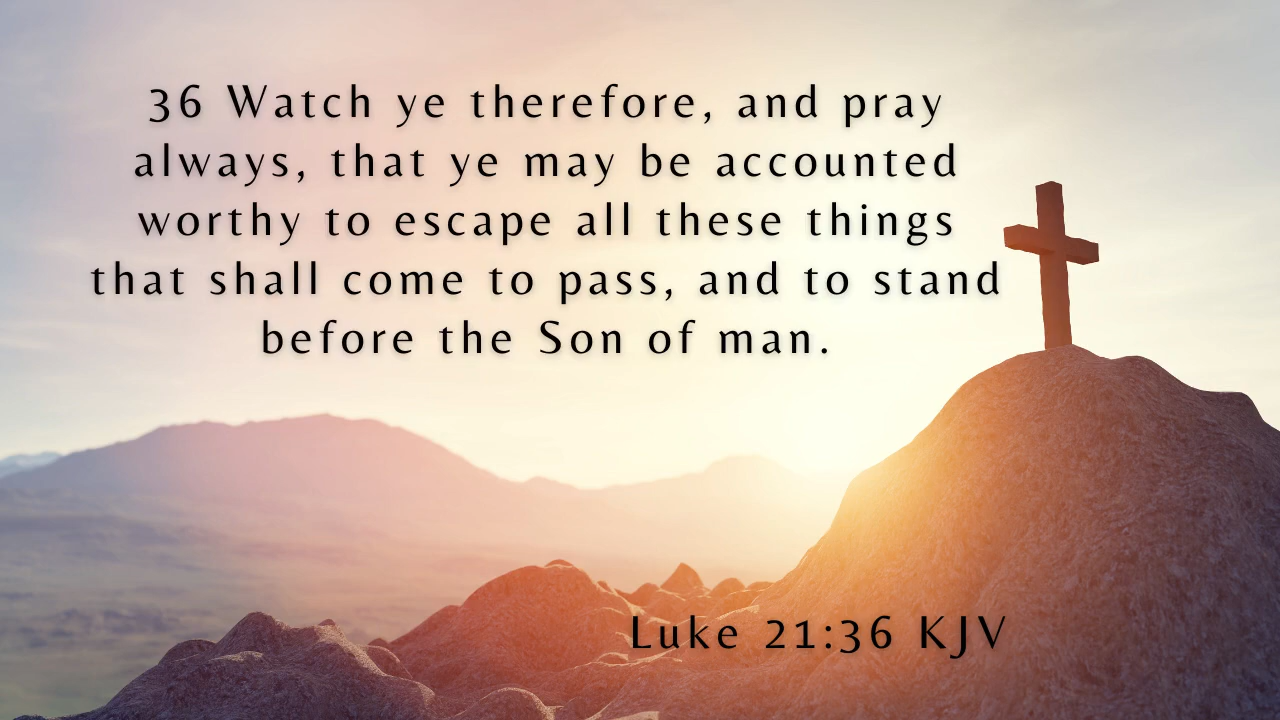 36 Watch ye therefore, and pray
always, that ye may be accounted
worthy to escape all these things
that shall come to pass, and to stand
before the Son of man.
Luke 21:36 KJV